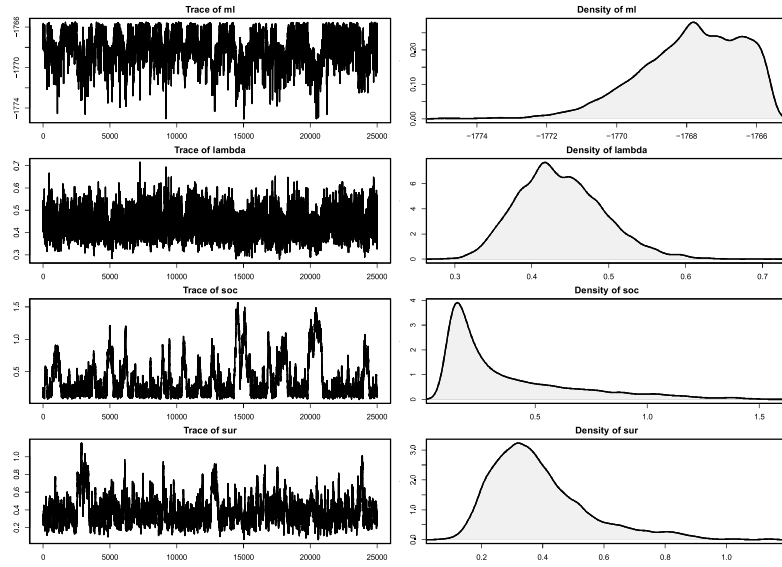 Trace of ml
Density of ml
−1774 −1770 −1766
0 5000 10000 15000 20000 25000
0.00 0.10 0.20
−1774 −1772 −1770 −1768 −1766
Trace of lambda
Density of lambda
0.3 0.4 0.5 0.6 0.7
0 5000 10000 15000 20000 25000
0 2 4 6
0.3 0.4 0.5 0.6 0.7
Trace of soc
Density of soc
0.5 1.0 1.5
0 5000 10000 15000 20000 25000
0 1 2 3 4
0.5 1.0 1.5
Trace of sur
Density of sur
0.2 0.4 0.6 0.8 1.0
0 5000 10000 15000 20000 25000
0.0 1.0 2.0 3.0
0.2 0.4 0.6 0.8 1.0